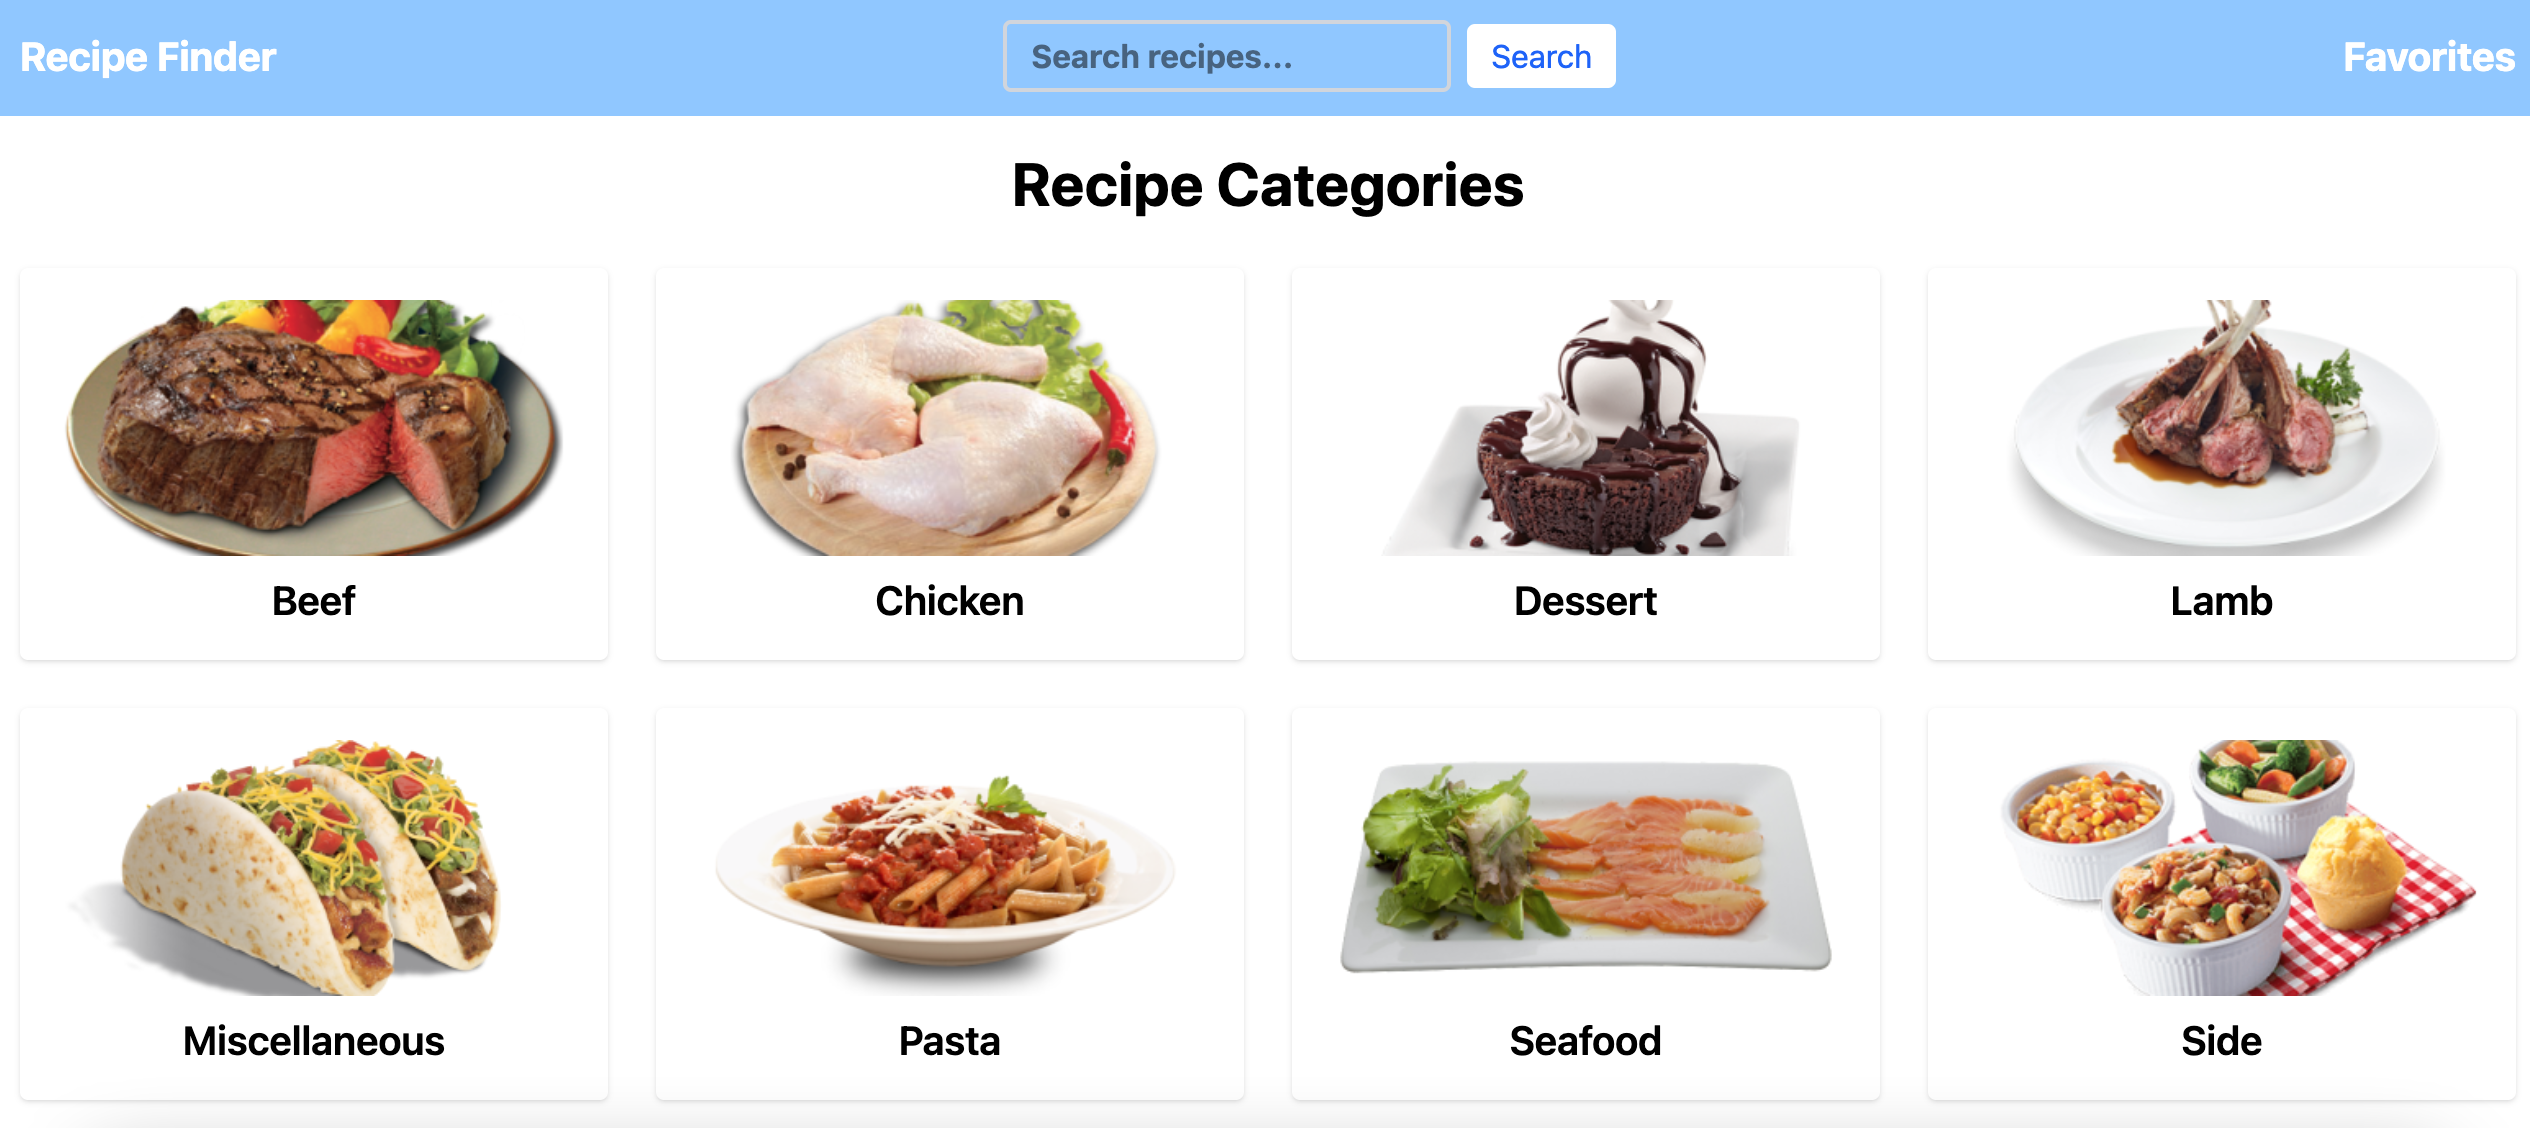 Recipe Finder
Search recipes...
Search
Favorites
Recipe Categories
Beef
Chicken
Dessert
Lamb
Miscellaneous
Pasta
Seafood
Side